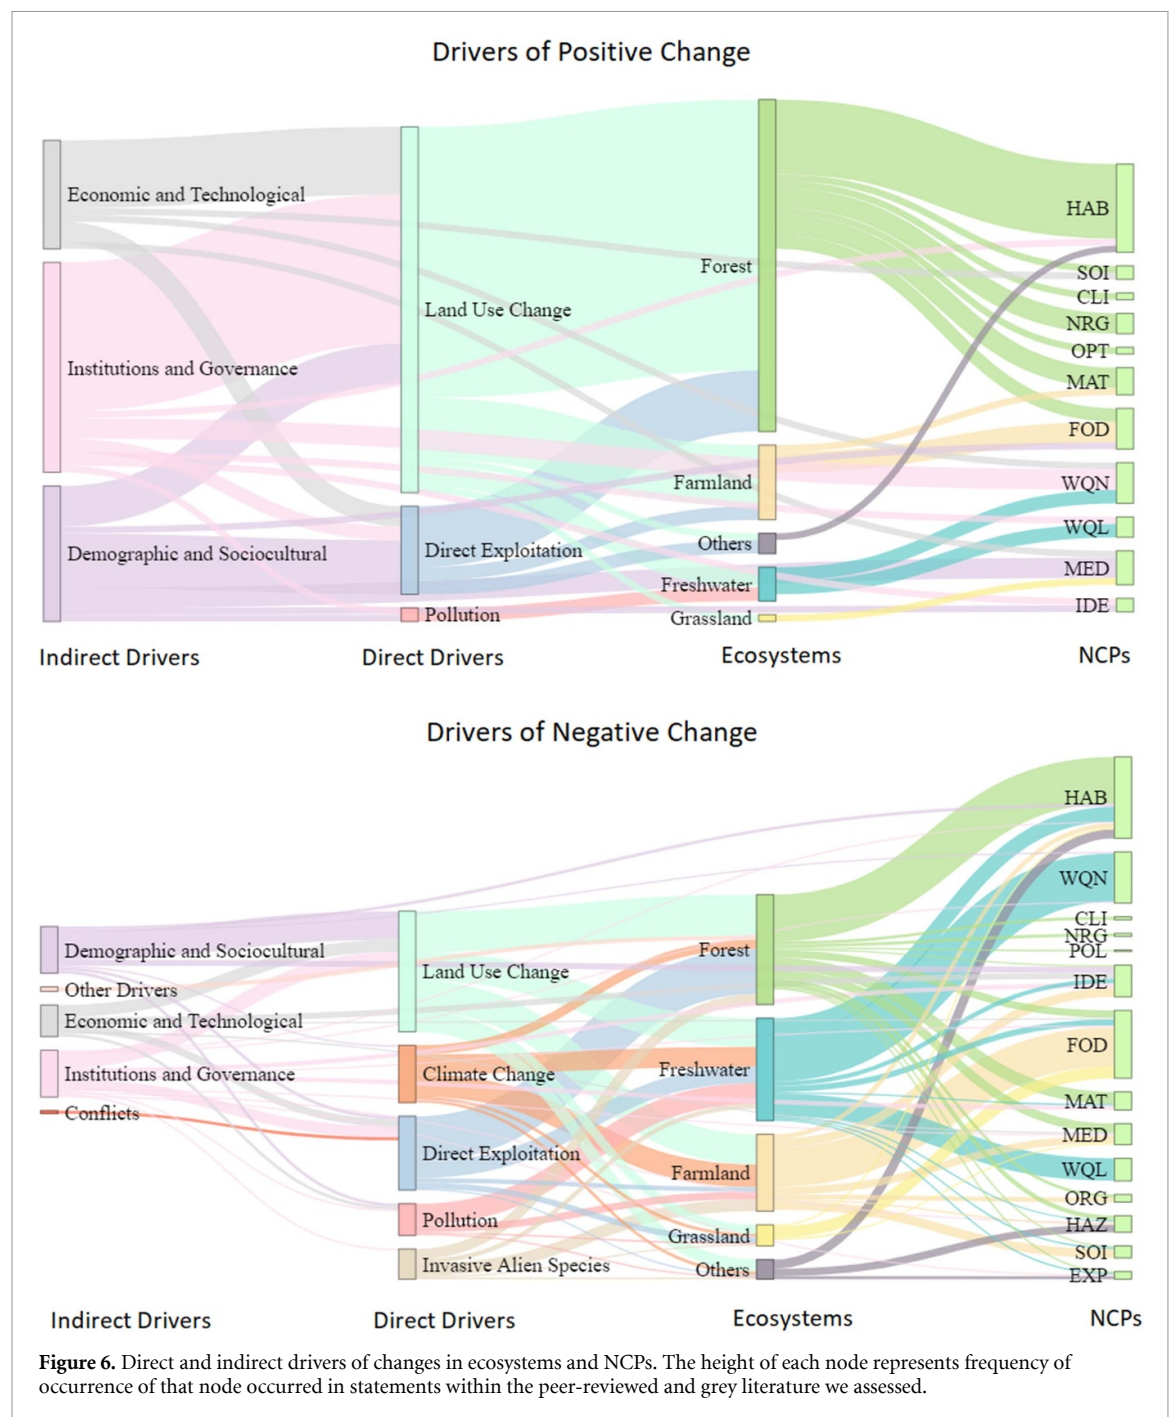 Drivers of Positive Change
Economic and Technological
Institutions and Governance
Demographic and Sociocultural
Land Use Change
Direct Exploitation
Pollution
Forest
Farmland
Others
Freshwater
Grassland
HAB
SOI
CLI
NRG
OPT
MAT
FOD
WQN
WQL
MED
IDE
Indirect Drivers
Direct Drivers
Ecosystems
NCPs
Drivers of Negative Change
Demographic and Sociocultural
Other Drivers
Economic and Technological
Institutions and Governance
Conflicts
Land Use Change
Climate Change
Direct Exploitation
Pollution
Invasive Alien Species
Forest
Freshwater
Farmland
Grassland
Others
HAB
WQN
CLI
NRG
POL
IDE
FOD
MAT
MED
WQL
ORG
HAZ
SOI
EXP
Indirect Drivers
Direct Drivers
Ecosystems
NCPs
Figure 6. Direct and indirect drivers of changes in ecosystems and NCPs. The height of each node represents frequency of
occurrence of that node occurred in statements within the peer-reviewed and grey literature we assessed.